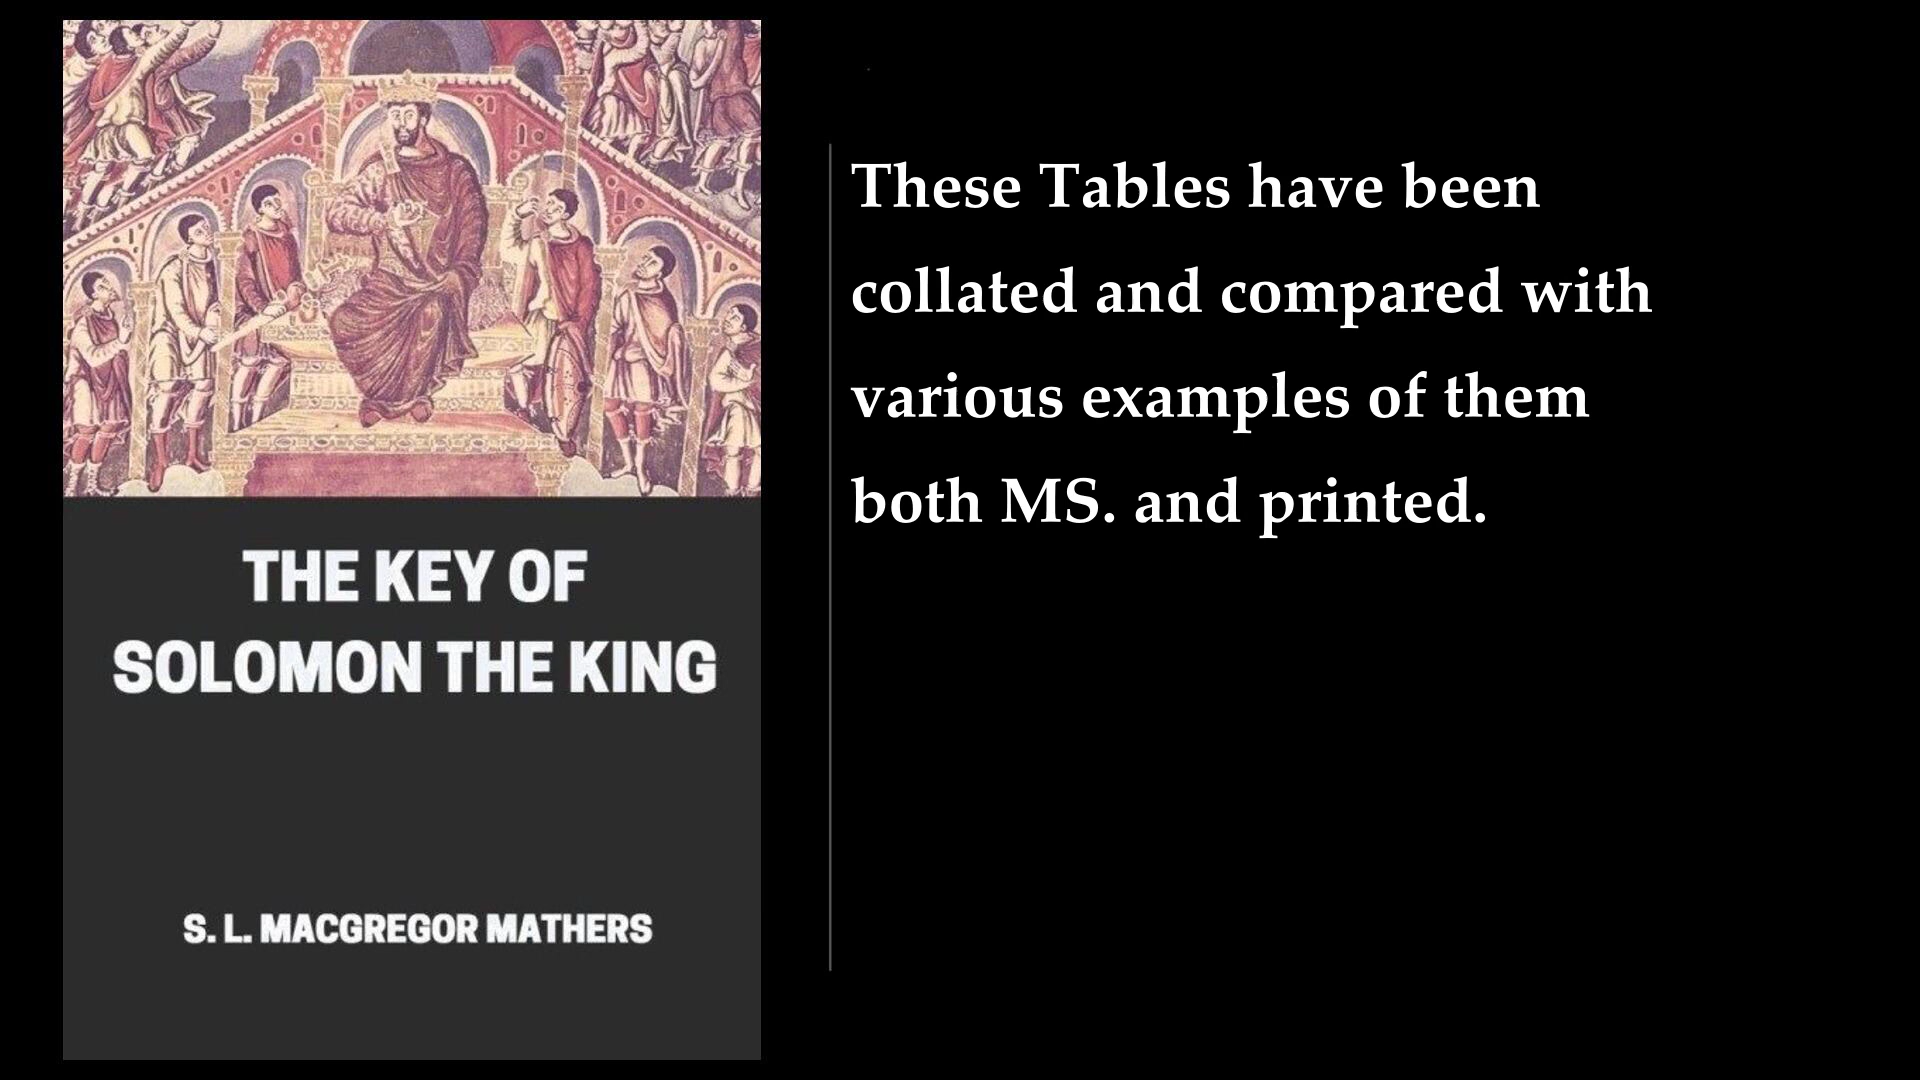 THE KEY OF
SOLOMON THE KING
S. L. MACGREGOR MATHERS
These Tables have been
collated and compared with
various examples of them
both MS. and printed.